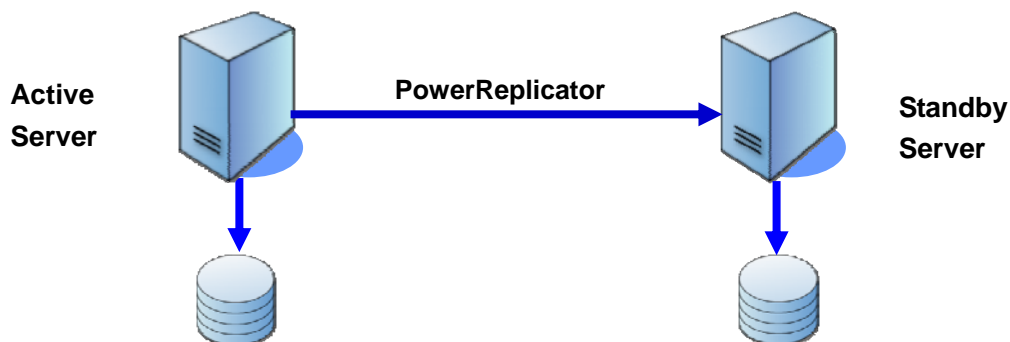 Active
Server
PowerReplicator
Standby
Server